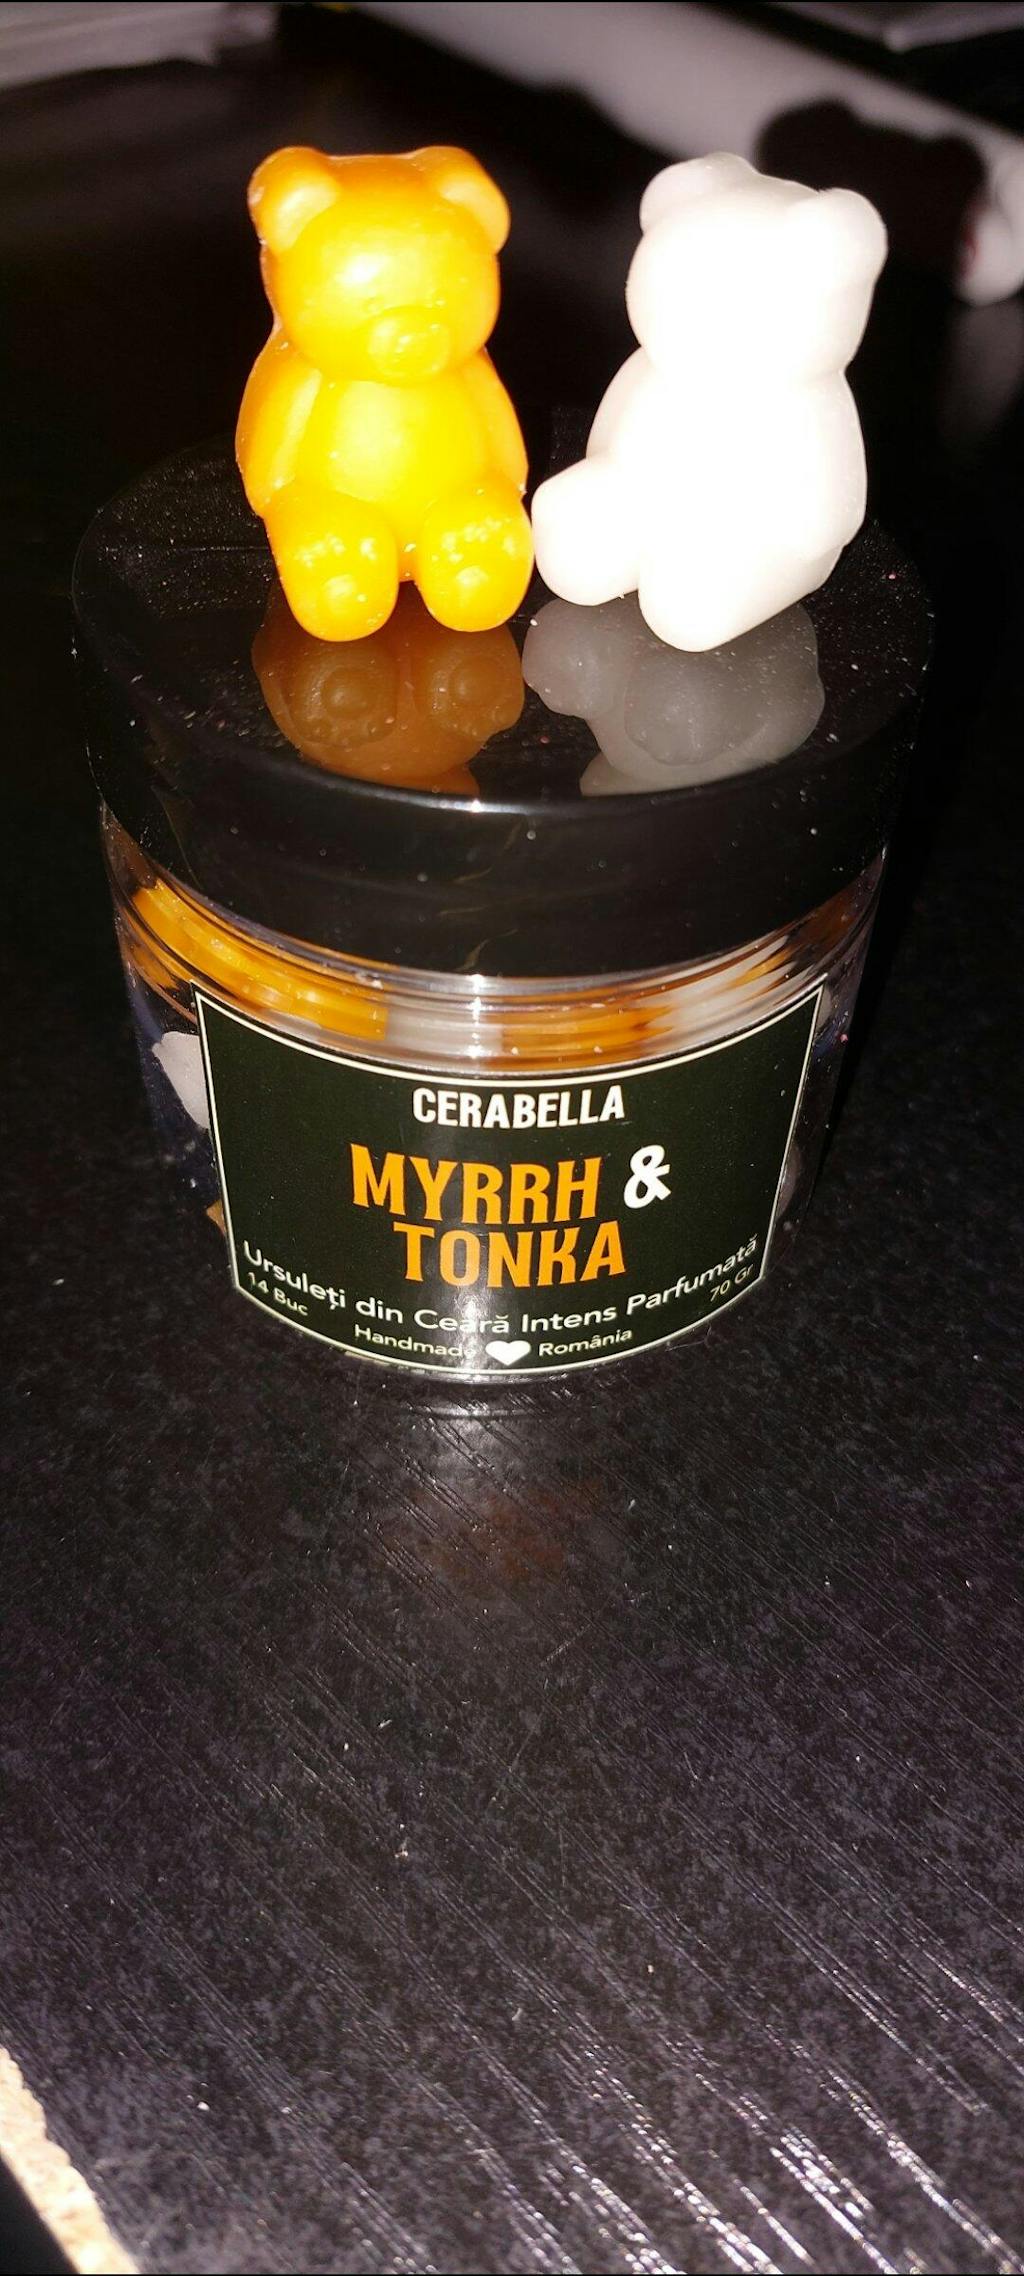 CERABELLA
MYRRH &
TONKA
Ursuleți din Ceară Intens Parfumată
14 Buc
70 Gr
Handmade România